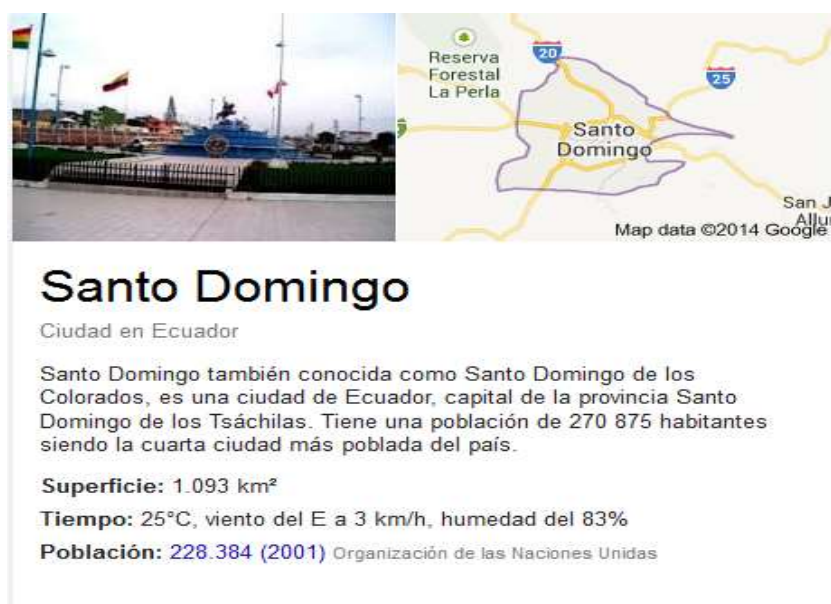 Reserva
Forestal
La Perla
20
25
Santo
Domingo
San J
Allu
Map data ©2014 Google
Santo Domingo
Ciudad en Ecuador
Santo Domingo también conocida como Santo Domingo de los
Colorados, es una ciudad de Ecuador, capital de la provincia Santo
Domingo de los Tsáchilas. Tiene una población de 270 875 habitantes
siendo la cuarta ciudad más poblada del país.
Superficie: 1.093 km²
Tiempo: 25°C, viento del E a 3 km/h, humedad del 83%
Población: 228.384 (2001) Organización de las Naciones Unidas